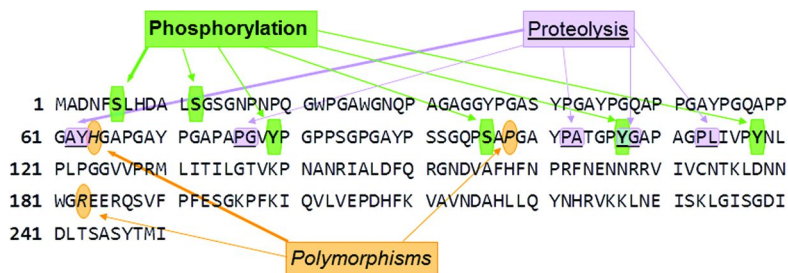 Phosphorylation Proteolysis
1 MADNFSLHDA LSGSGNPNPQ GWPGAWGNQP AGAGGYPGAS YPGAYPGQAP PGAYPGQAPP
61 GAYHGAPGAY PGAPAPGVYP GPPSGPGAYP SSGQPSAPGA YPATGPYGAP AGPLIVPYNL
121 PLPGGVVPRM LITILGTVKP NANRIALDFQ RGNDVAFHFN PRFNENNRRV IVCNTKLDNN
181 WGREERQSVF PFESGKPFKI QVLVEPDHFK VAVNDAHLLQ YNHRVKKLNE ISKLGISGDI
241 DLTSASYTMI
Polymorphisms